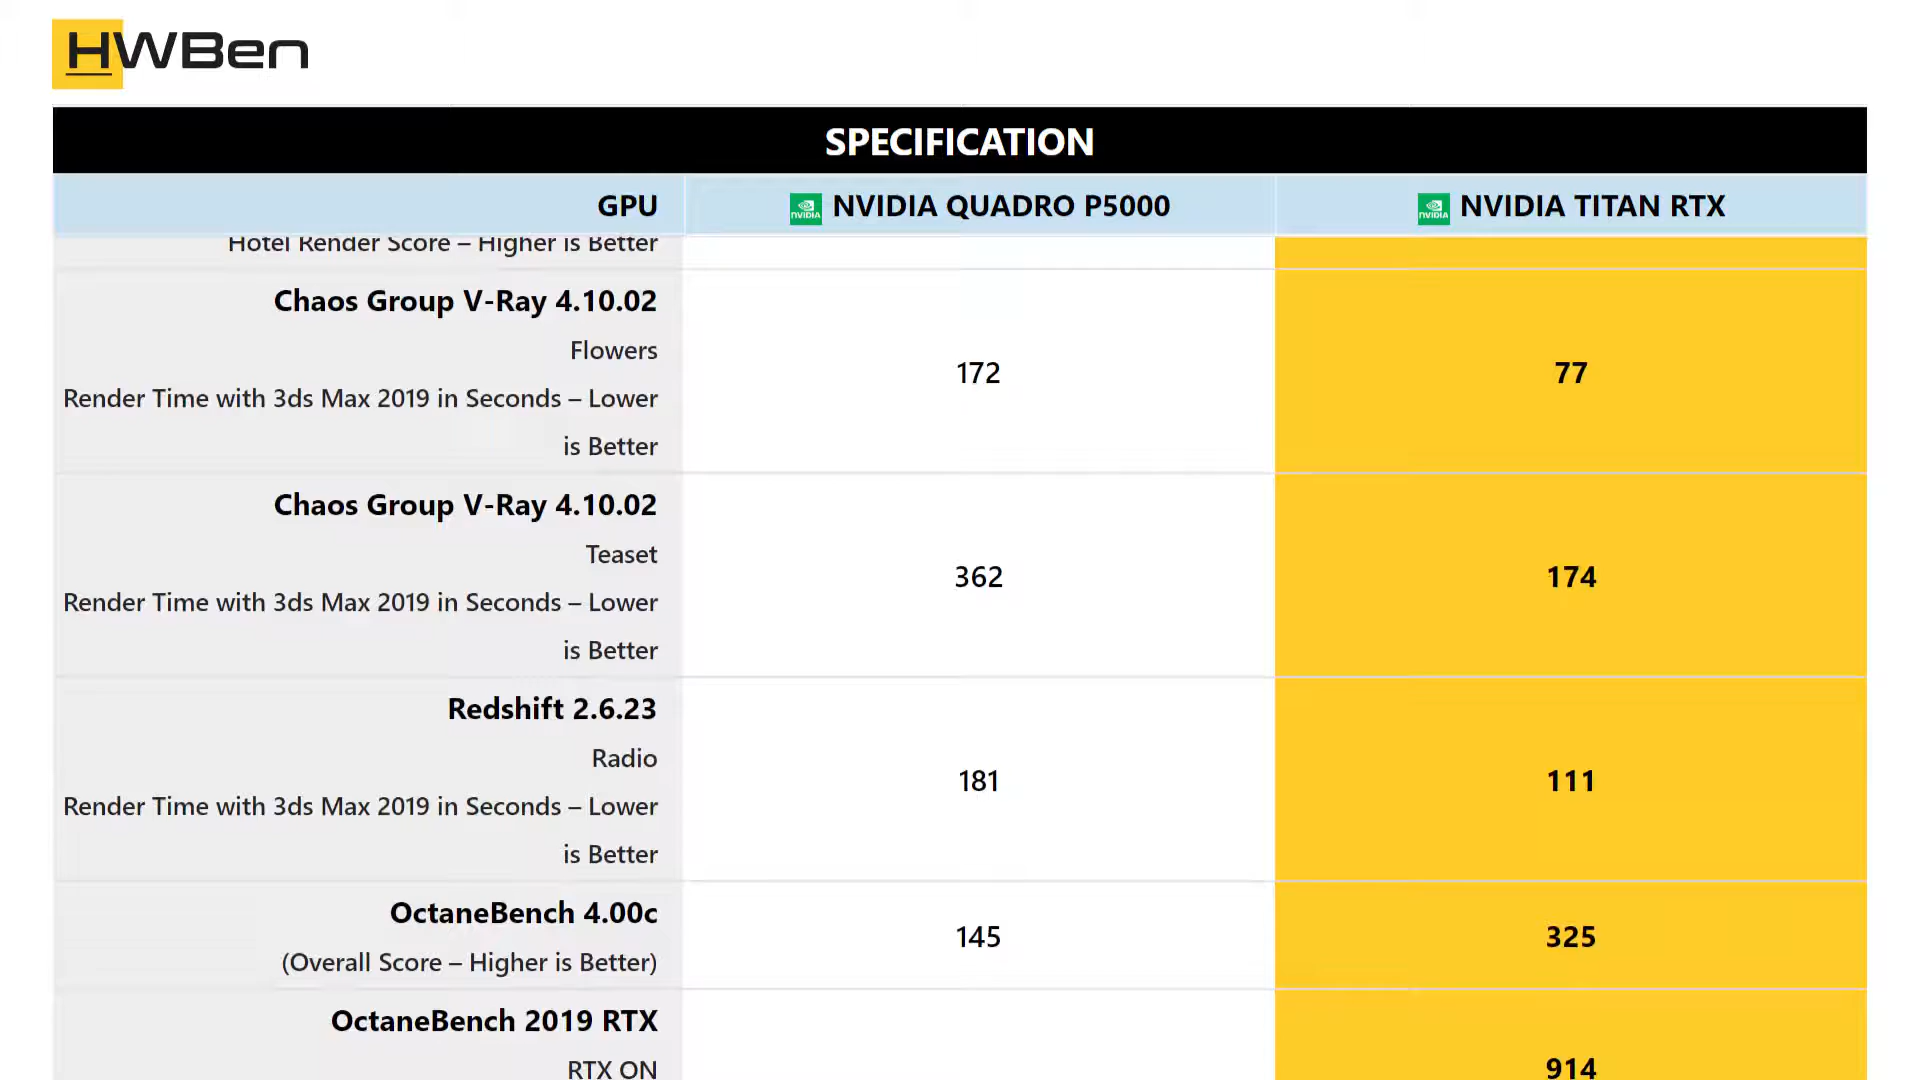 HWBen
SPECIFICATION
GPU
NVIDIA NVIDIA QUADRO P5000
NVIDIA NVIDIA TITAN RTX
Hotel Render Score – Higher is Better
Chaos Group V-Ray 4.10.02
Flowers
Render Time with 3ds Max 2019 in Seconds – Lower
is Better
172
77
Chaos Group V-Ray 4.10.02
Teaset
Render Time with 3ds Max 2019 in Seconds – Lower
is Better
362
174
Redshift 2.6.23
Radio
Render Time with 3ds Max 2019 in Seconds – Lower
is Better
181
111
OctaneBench 4.00c
(Overall Score – Higher is Better)
145
325
OctaneBench 2019 RTX
RTX ON
914